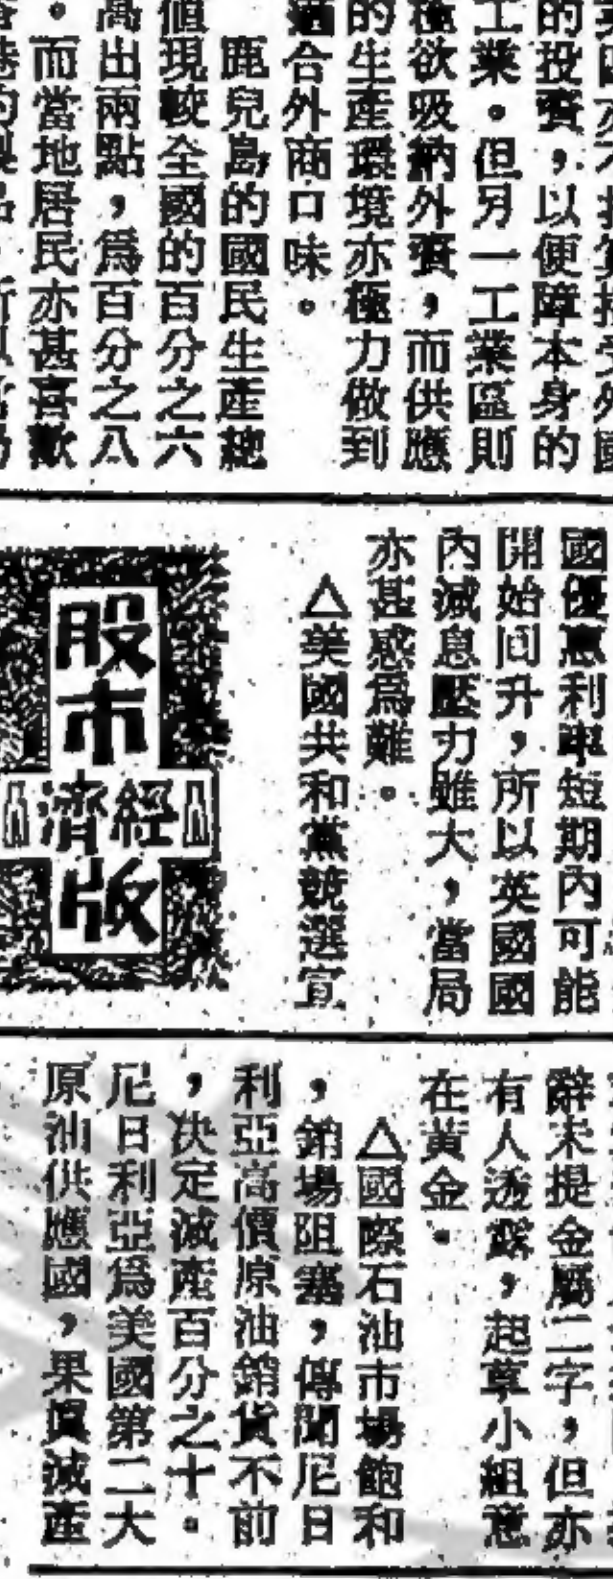 的投資，以便障本身的
工業。但另一工業區則
極欲吸納外資，而供應
的生產環境亦極力做到
合外商口味。
鹿兒島的國民生產總
值現較全國的百分之六
高出兩點，爲百分之八
。而當地居民亦甚喜歡
國優惠利率短期內可能
開始回升，所以英國國
內減息壓力雖大，當局
亦甚感爲難。
△美國共和黨競選宣
股市
經濟
版
辭未提金屬二字，但亦
有人透露，起草小組意
在黃金。
△國際石油市場飽和
，銷場阻塞，傳聞尼日
利亞高價原油銷貨不前
，决定減產百分之十。
尼日利亞爲美國第二大
原油供應國，果眞減產